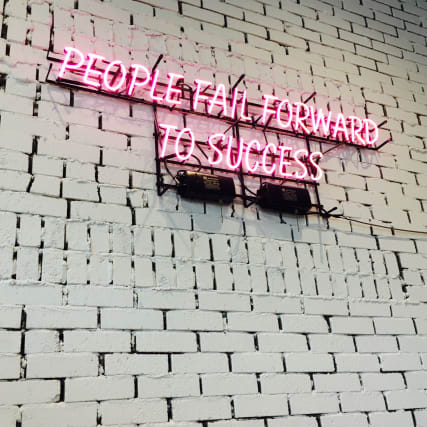 PEOPLE FAIL FORWARD
TO SUCCESS